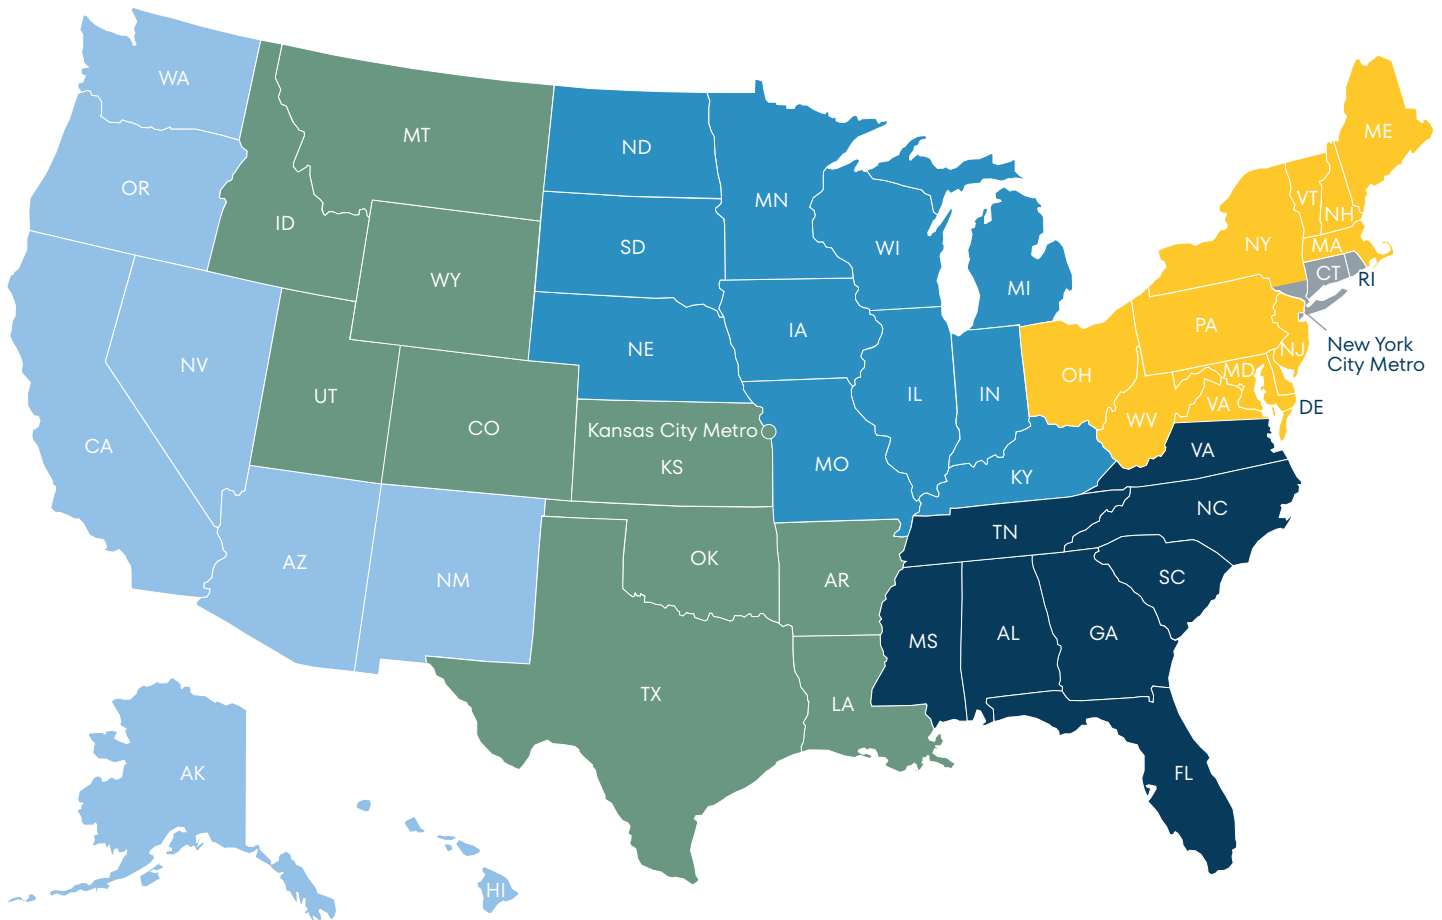 WA
MT
ME
ND
OR
MN
VT
NH
ID
NY
MA
SD
WI
CT
RI
WY
MI
PA
IA
New York
City Metro
NE
NJ
NV
MD
OH
UT
IL
IN
VA
DE
CO
WV
Kansas City Metro
CA
VA
MO
KS
KY
NC
TN
AZ
OK
NM
AR
SC
MS
AL
GA
TX
LA
AK
FL
HI